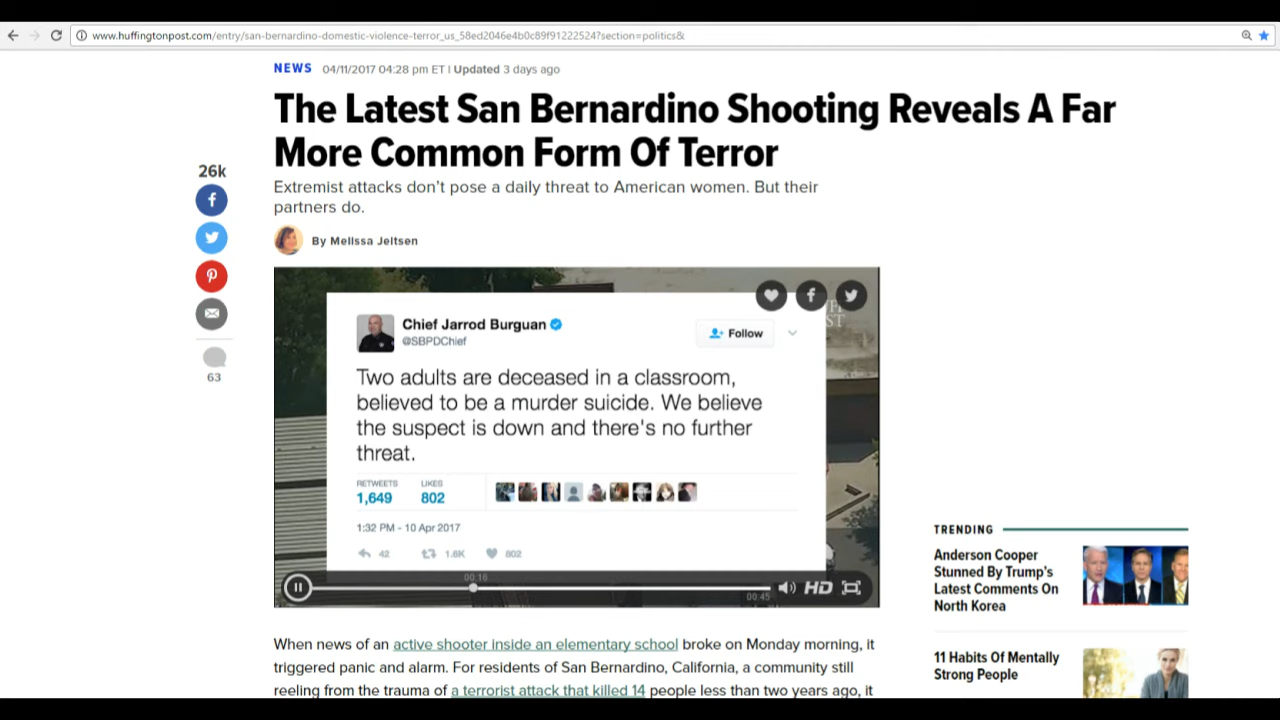 www.huffingtonpost.com/entry/san-bernardino-domestic-violence-terror_us_58ed2046e4b0c89f91222524?section=politics&
NEWS 04/11/2017 04:28 pm ET | Updated 3 days ago
The Latest San Bernardino Shooting Reveals A Far
More Common Form Of Terror
Extremist attacks don’t pose a daily threat to American women. But their
partners do.
By Melissa Jeltsen
26k
63
Chief Jarrod Burguan
@SBPDChief
Follow
Two adults are deceased in a classroom,
believed to be a murder suicide. We believe
the suspect is down and there's no further
threat.
RETWEETS LIKES
1,649 802
1:32 PM - 10 Apr 2017
42 1.6K 802
00:16
00:45
HD
TRENDING
Anderson Cooper
Stunned By Trump’s
Latest Comments On
North Korea
11 Habits Of Mentally
Strong People
When news of an active shooter inside an elementary school broke on Monday morning, it
triggered panic and alarm. For residents of San Bernardino, California, a community still
reeling from the trauma of a terrorist attack that killed 14 people less than two years ago, it